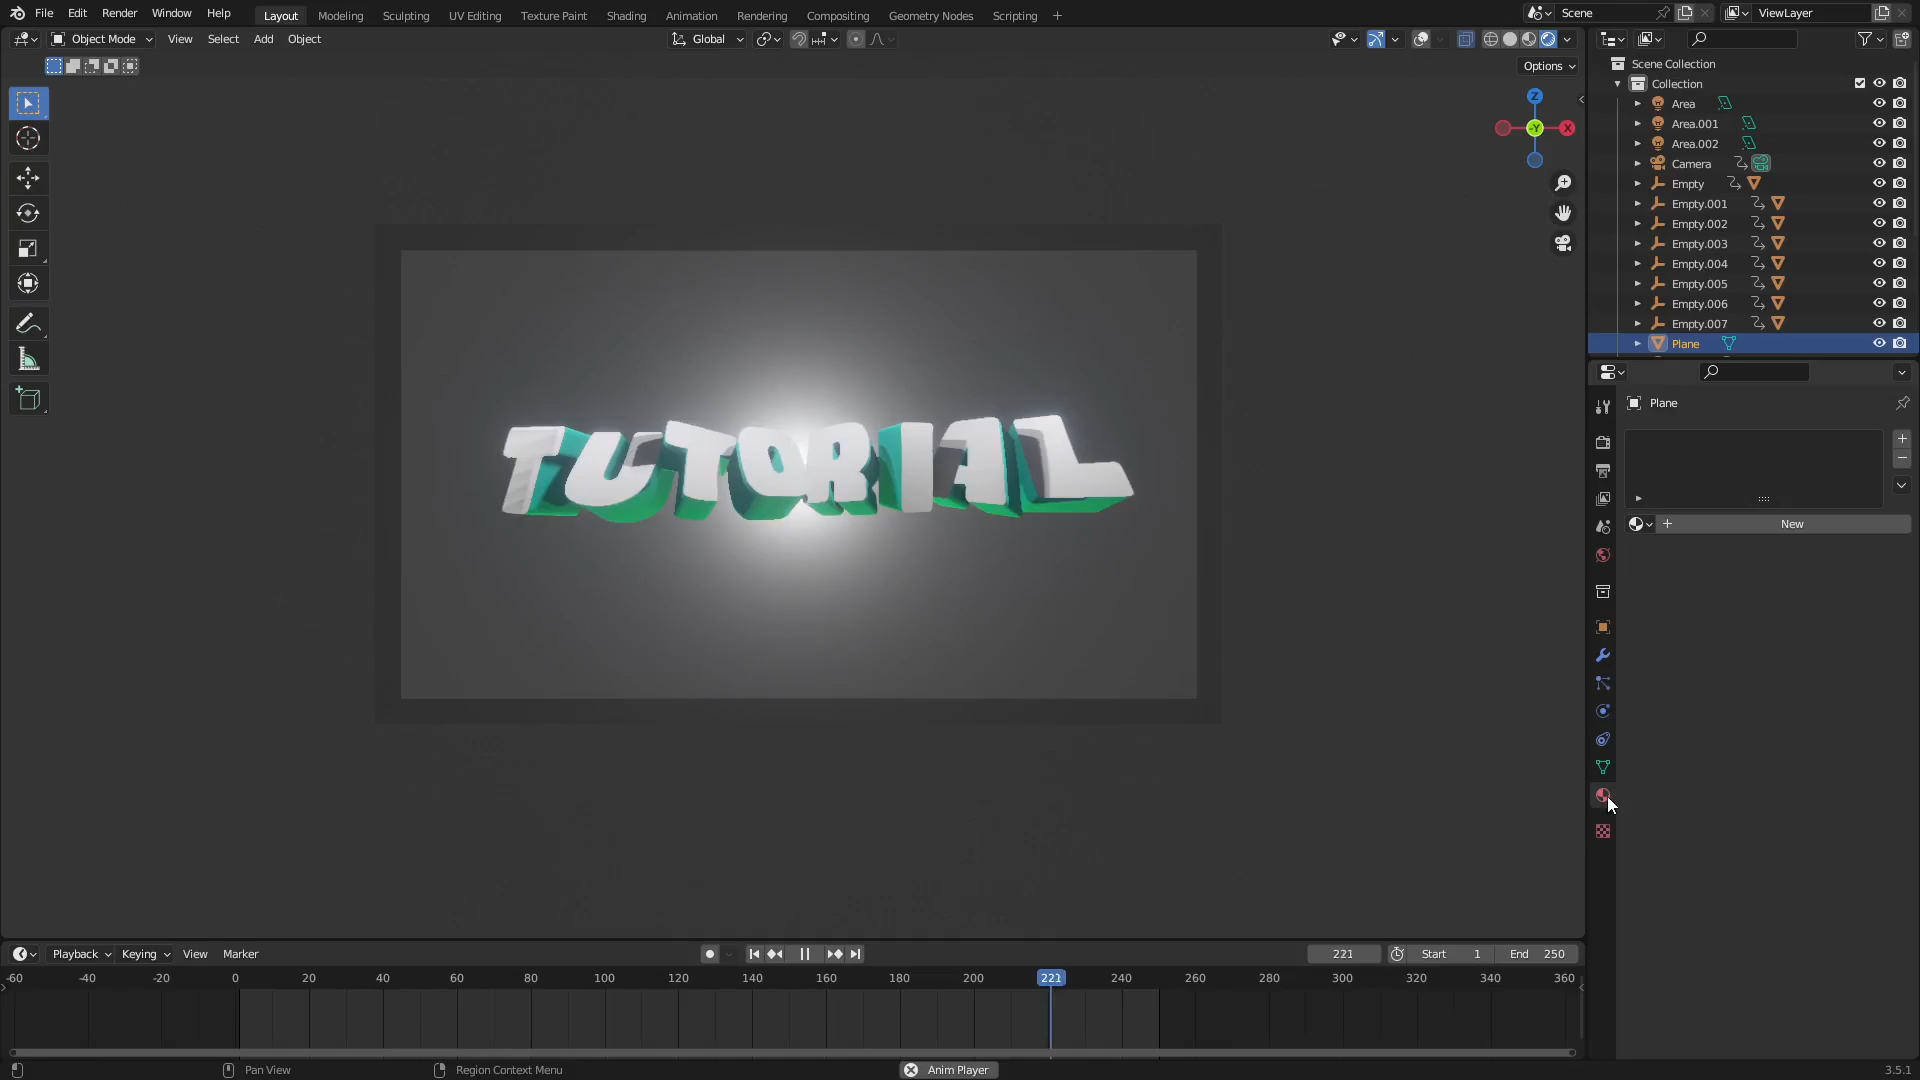 File Edit Render Window Help
Layout Modeling Sculpting UV Editing Texture Paint Shading Animation Rendering Compositing Geometry Nodes Scripting +
Scene
ViewLayer
Object Mode View Select Add Object
Global
Options
Z
-Y
X
Scene Collection
Collection
Area
Area.001
Area.002
Camera
Empty
Empty.001
Empty.002
Empty.003
Empty.004
Empty.005
Empty.006
Empty.007
Plane
Plane
New
TUTORIAL
Playback Keying View Marker
221 Start 1 End 250
-60 -40 -20 0 20 40 60 80 100 120 140 160 180 200 221 240 260 280 300 320 340 360
Pan View Region Context Menu Anim Player 3.5.1